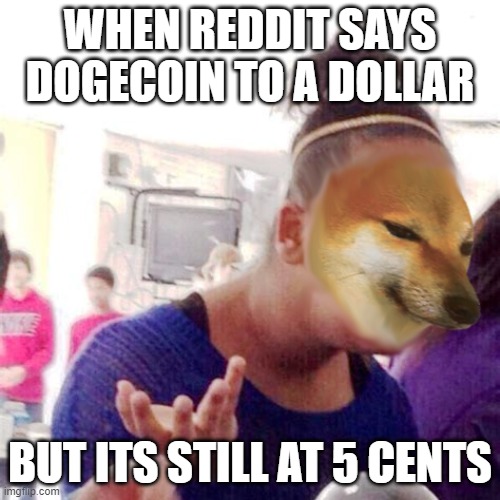 WHEN REDDIT SAYS
DOGECOIN TO A DOLLAR
BUT ITS STILL AT 5 CENTS
imgflip.com